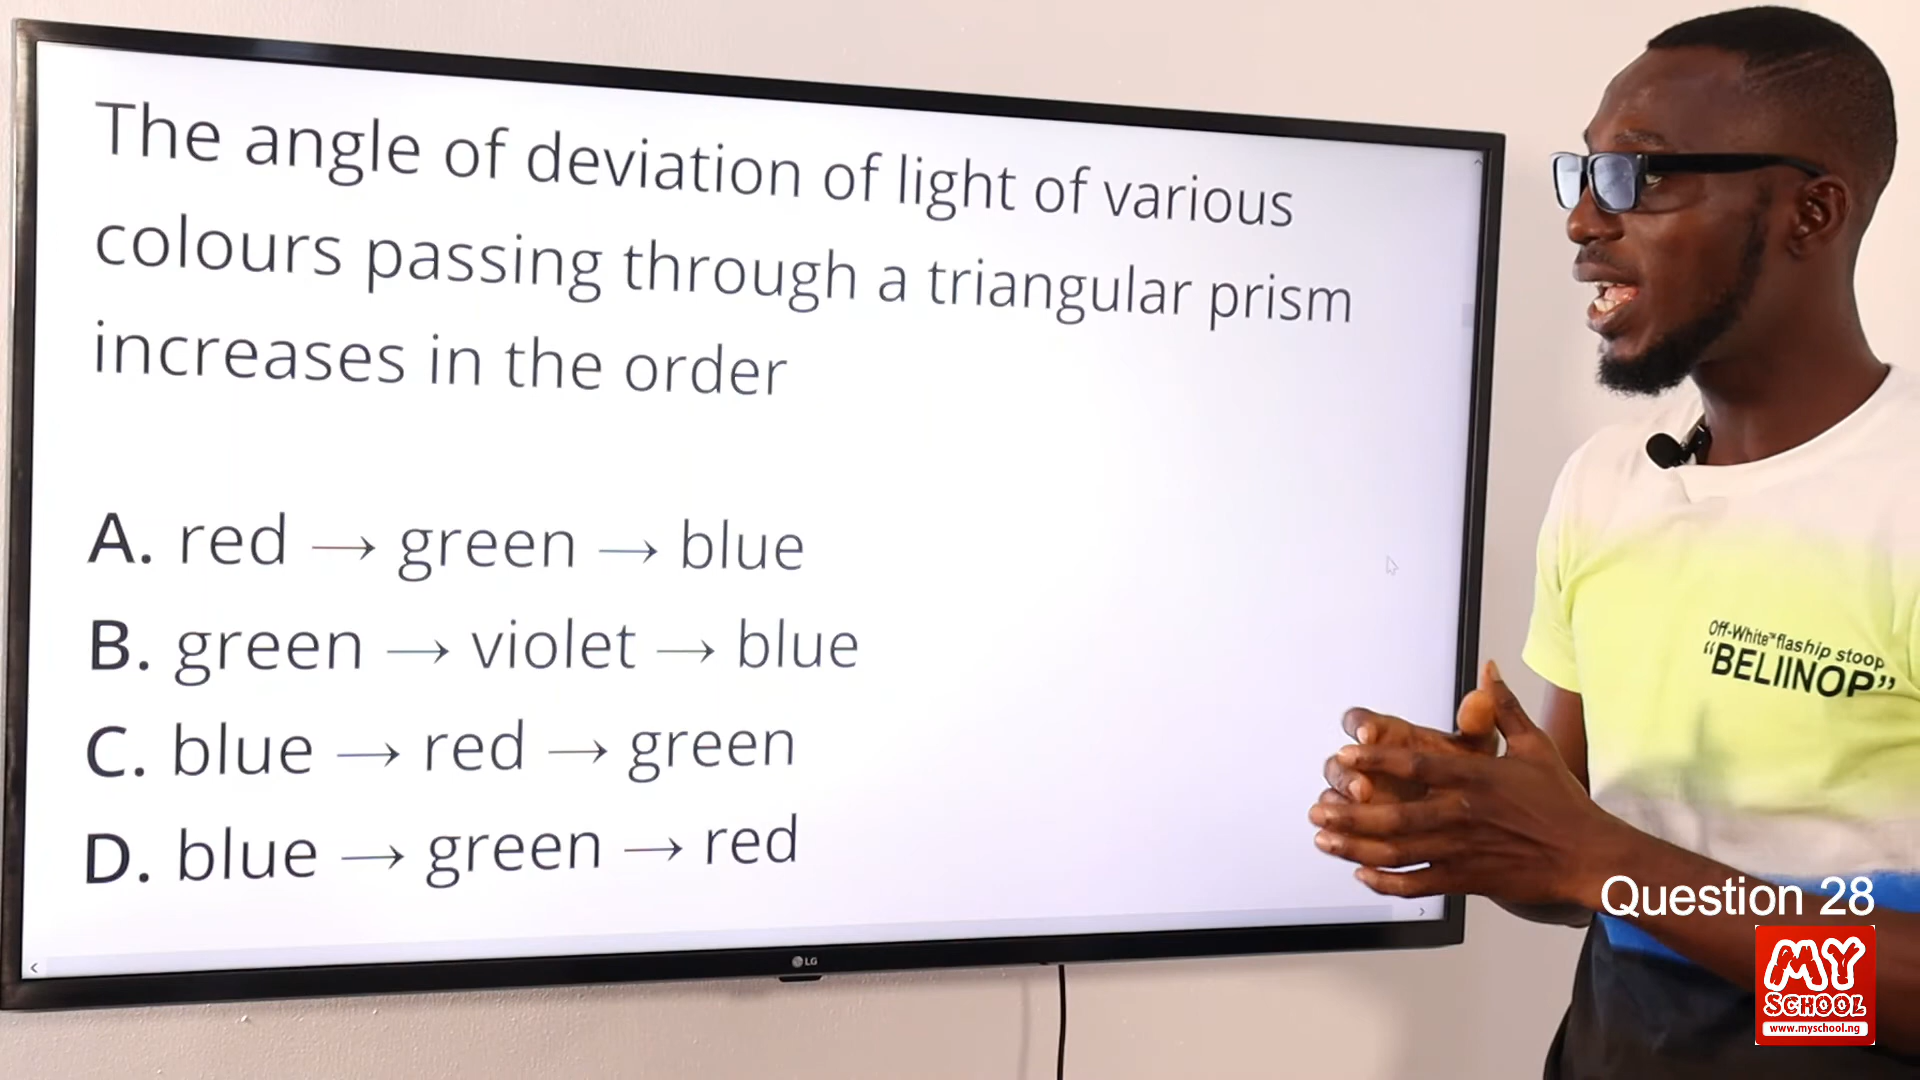 The angle of deviation of light of various
colours passing through a triangular prism
increases in the order
A. red → green → blue
B. green → violet → blue
C. blue → red → green
D. blue → green → red
LG
Off-White™ flaship stoop
“BELIINOP”
Question 28
MY
SCHOOL
www.myschool.ng